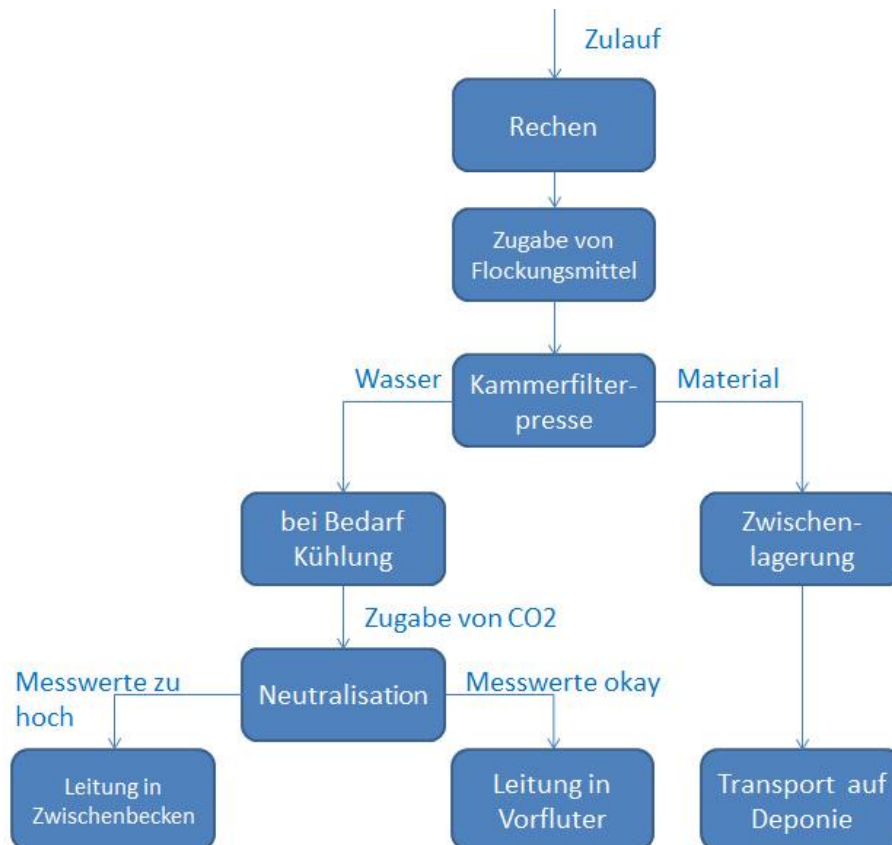 Zulauf
Rechen
Zugabe von
Flockungsmittel
Wasser
Kammerfilter-
presse
Material
bei Bedarf
Kühlung
Zwischen-
lagerung
Zugabe von CO2
Messwerte zu
hoch
Neutralisation
Messwerte okay
Leitung in
Zwischenbecken
Leitung in
Vorfluter
Transport auf
Deponie